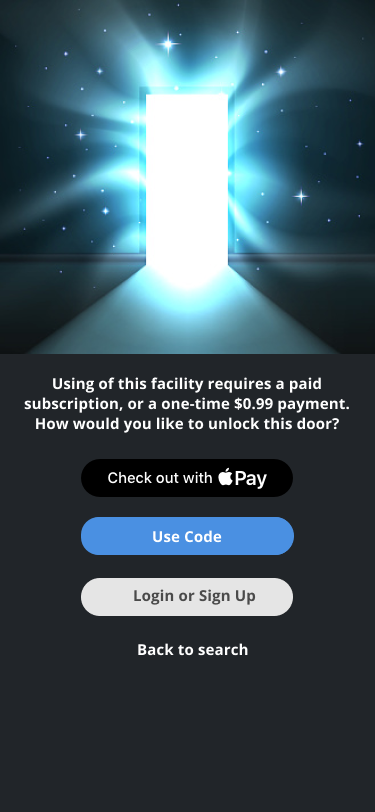 Using of this facility requires a paid
subscription, or a one-time $0.99 payment.
How would you like to unlock this door?
Check out with Pay
Use Code
Login or Sign Up
Back to search